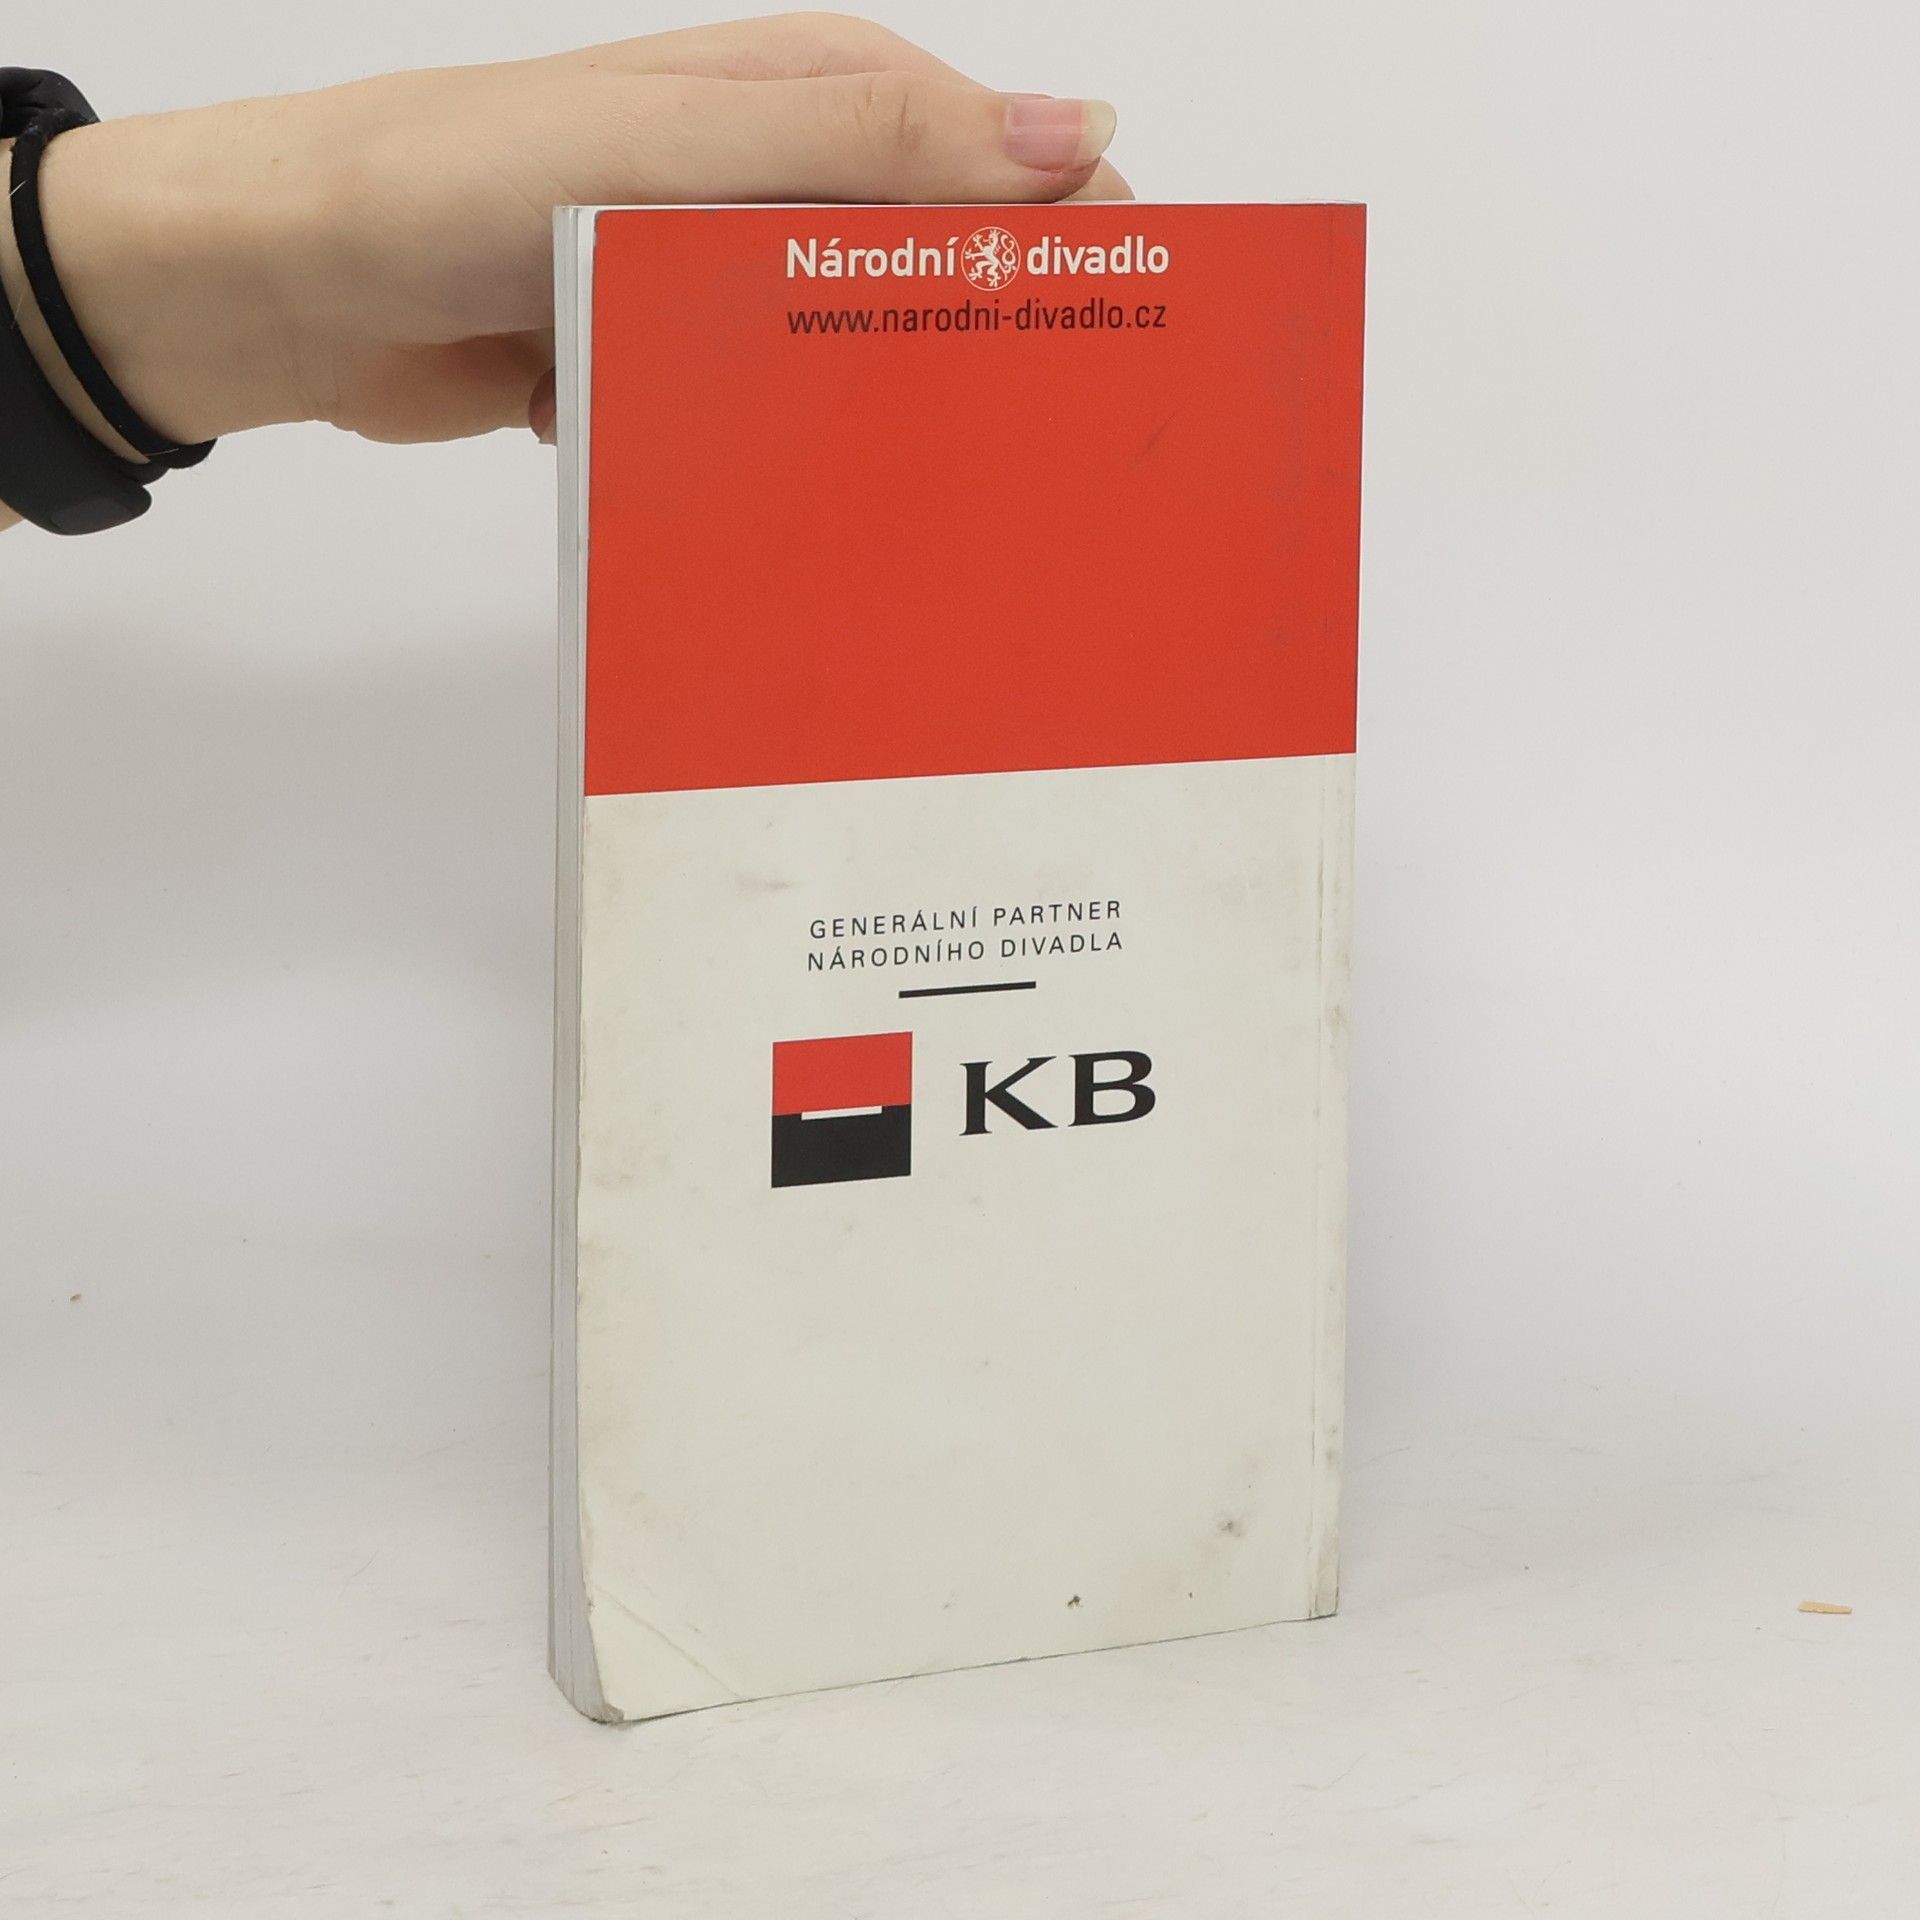 Národní divadlo
www.narodni-divadlo.cz
GENERÁLNÍ PARTNER
NÁRODNÍHO DIVADLA
KB